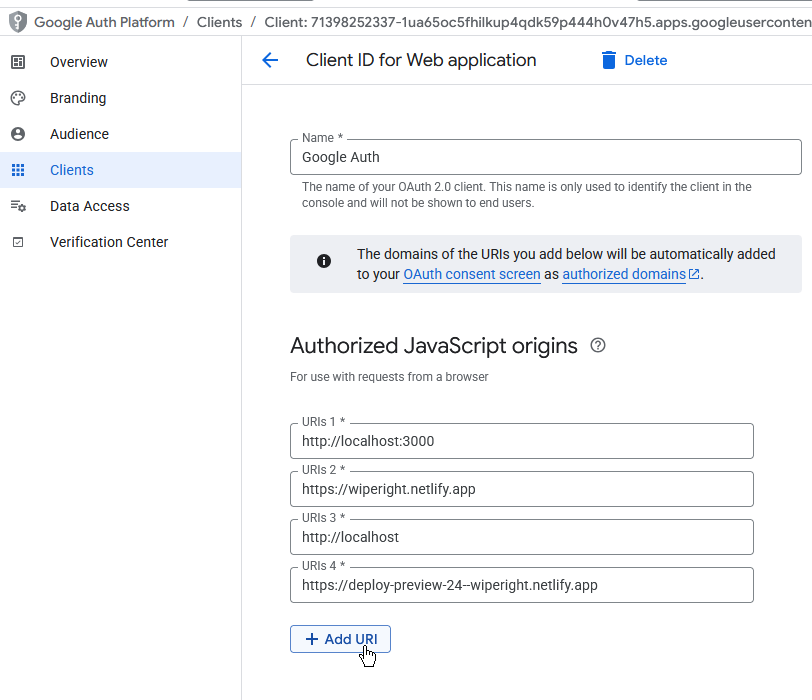 Google Auth Platform / Clients / Client: 71398252337-1ua65oc5fhilkup4qdk59p444h0v47h5.apps.googleuserconten
Overview
Branding
Audience
Clients
Data Access
Verification Center
Client ID for Web application
Delete
Name *
Google Auth
The name of your OAuth 2.0 client. This name is only used to identify the client in the
console and will not be shown to end users.
The domains of the URIs you add below will be automatically added
to your OAuth consent screen as authorized domains.
Authorized JavaScript origins
For use with requests from a browser
URIs 1 *
http://localhost:3000
URIs 2 *
https://wiperight.netlify.app
URIs 3 *
http://localhost
URIs 4 *
https://deploy-preview-24--wiperight.netlify.app
+ Add URI